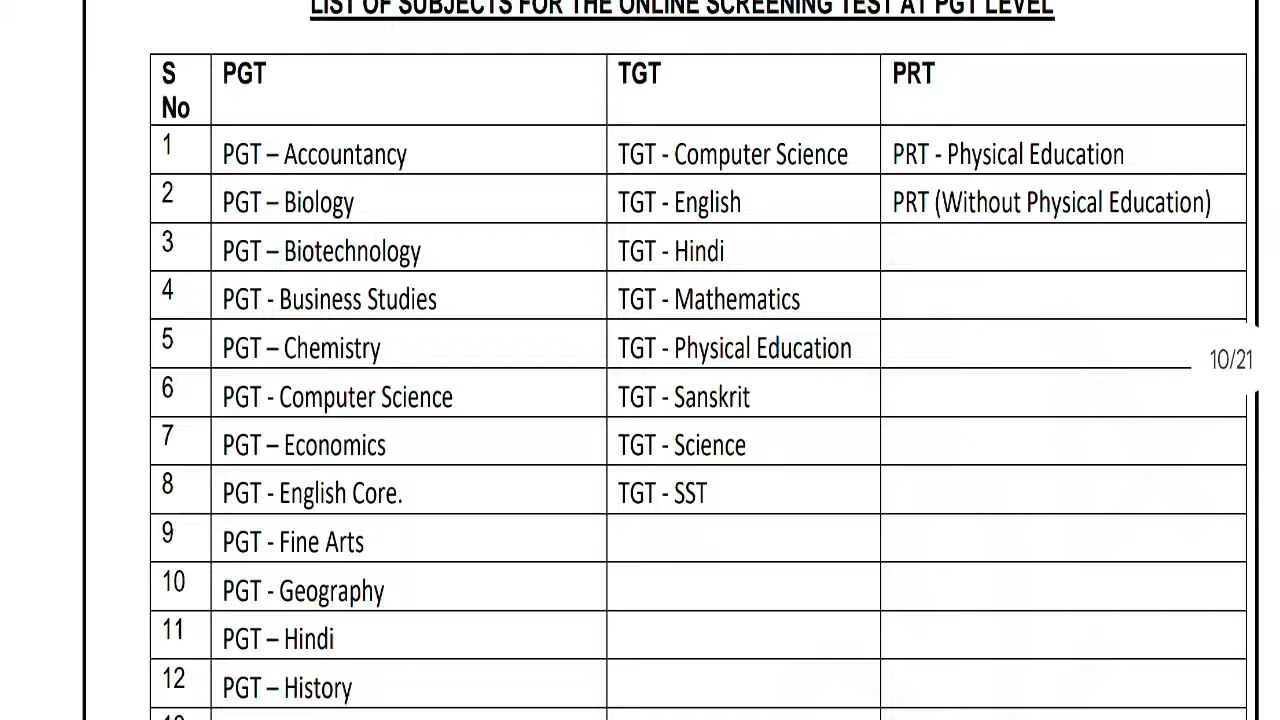 LIST OF SUBJECTS FOR THE ONLINE SCREENING TEST AT PGT LEVEL
S No PGT TGT PRT
1 PGT – Accountancy TGT - Computer Science PRT - Physical Education
2 PGT – Biology TGT - English PRT (Without Physical Education)
3 PGT – Biotechnology TGT - Hindi
4 PGT - Business Studies TGT - Mathematics
5 PGT – Chemistry TGT - Physical Education
10/21
6 PGT - Computer Science TGT - Sanskrit
7 PGT – Economics TGT - Science
8 PGT - English Core. TGT - SST
9 PGT - Fine Arts
10 PGT - Geography
11 PGT – Hindi
12 PGT – History